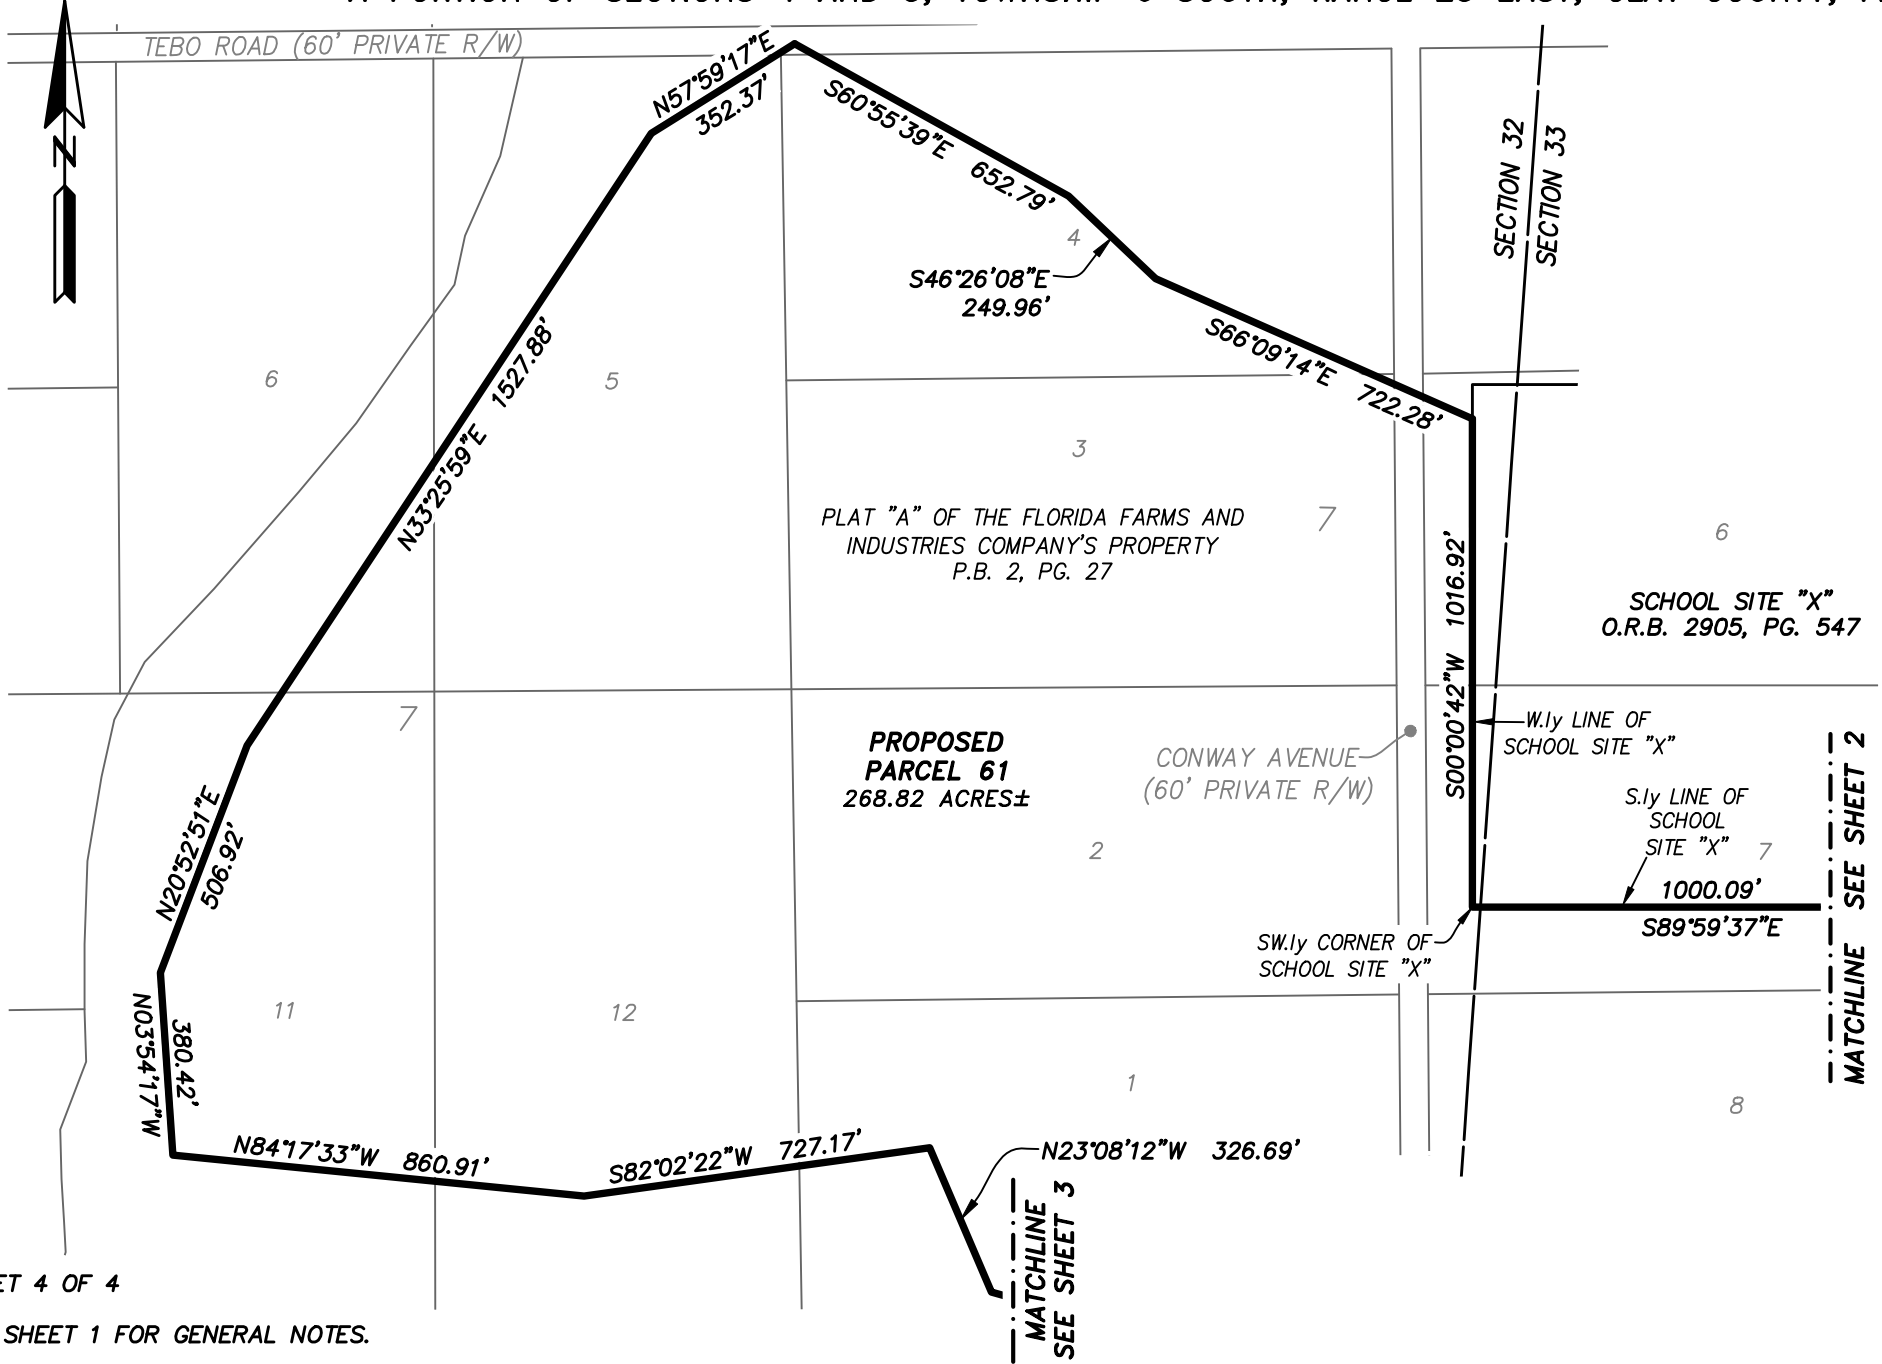 TEBO ROAD (60' PRIVATE R/W)
N
N57°59'17"E
352.37'
S60°55'39"E 652.79'
4
S46°26'08"E
249.96'
S66°09'14"E 722.28'
SECTION 32
SECTION 33
6
5
N33°25'59"E 1527.88'
3
7
PLAT "A" OF THE FLORIDA FARMS AND
INDUSTRIES COMPANY'S PROPERTY
P.B. 2, PG. 27
6
SCHOOL SITE "X"
O.R.B. 2905, PG. 547
S00°00'42"W 1016.92'
W.ly LINE OF
SCHOOL SITE "X"
7
PROPOSED
PARCEL 61
268.82 ACRES±
CONWAY AVENUE
(60' PRIVATE R/W)
S.ly LINE OF
SCHOOL
SITE "X"
7
2
1000.09'
S89°59'37"E
MATCHLINE SEE SHEET 2
N20°52'51"E
506.92'
SW.ly CORNER OF
SCHOOL SITE "X"
11
12
1
8
N03°54'17"W
380.42'
N84°17'33"W 860.91'
S82°02'22"W 727.17'
N23°08'12"W 326.69'
MATCHLINE
SEE SHEET 3
ET 4 OF 4
SHEET 1 FOR GENERAL NOTES.